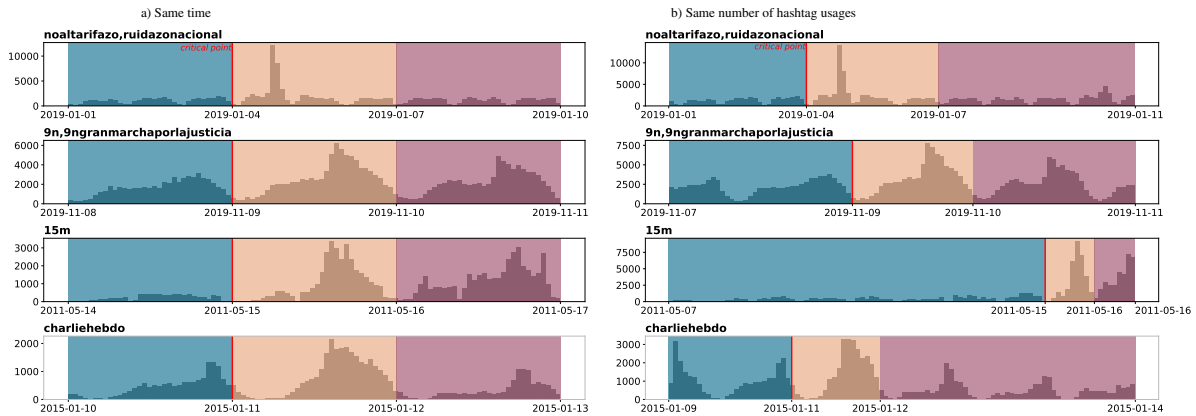 a) Same time
noaltarifazo,ruidazonacional
critical point
10000
5000
0
2019-01-01 2019-01-04 2019-01-07 2019-01-10
9n,9ngranmarchaporlajusticia
6000
4000
2000
0
2019-11-08 2019-11-09 2019-11-10 2019-11-11
15m
3000
2000
1000
0
2011-05-14 2011-05-15 2011-05-16 2011-05-17
charliehebdo
2000
1000
0
2015-01-10 2015-01-11 2015-01-12 2015-01-13
b) Same number of hashtag usages
noaltarifazo,ruidazonacional
critical point
10000
5000
0
2019-01-01 2019-01-04 2019-01-07 2019-01-11
9n,9ngranmarchaporlajusticia
7500
5000
2500
0
2019-11-07 2019-11-09 2019-11-10 2019-11-11
15m
7500
5000
2500
0
2011-05-07 2011-05-15 2011-05-16 2011-05-16
charliehebdo
3000
2000
1000
0
2015-01-09 2015-01-11 2015-01-12 2015-01-14